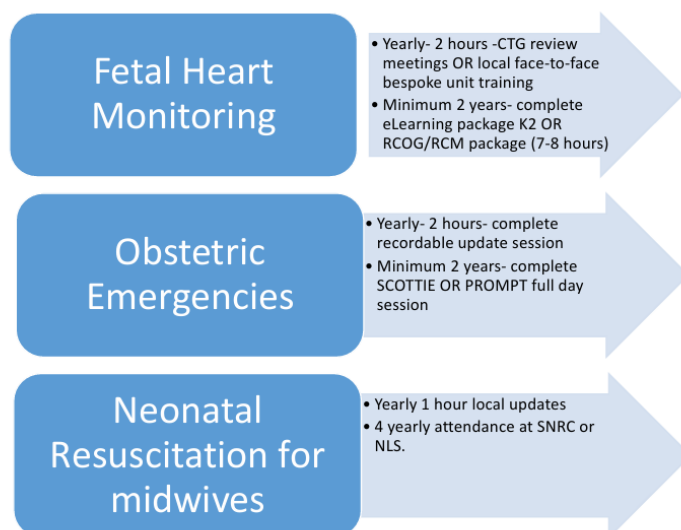 Fetal Heart
Monitoring
• Yearly- 2 hours -CTG review
meetings OR local face-to-face
bespoke unit training
• Minimum 2 years- complete
eLearning package K2 OR
RCOG/RCM package (7-8 hours)
Obstetric
Emergencies
• Yearly- 2 hours- complete
recordable update session
• Minimum 2 years- complete
SCOTTIE OR PROMPT full day
session
Neonatal
Resuscitation for
midwives
• Yearly 1 hour local updates
• 4 yearly attendance at SNRC or
NLS.